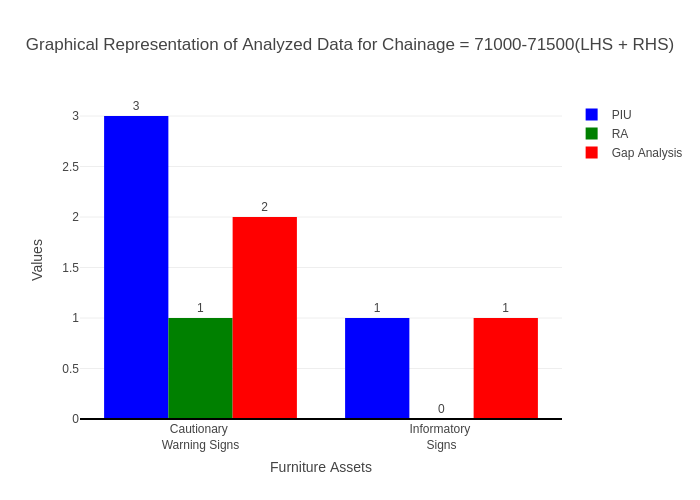 Graphical Representation of Analyzed Data for Chainage = 71000-71500(LHS + RHS)
3
2.5
2
1.5
1
0.5
0
Values
3
1
2
1
0
1
Cautionary
Warning Signs
Informatory
Signs
Furniture Assets
PIU
RA
Gap Analysis